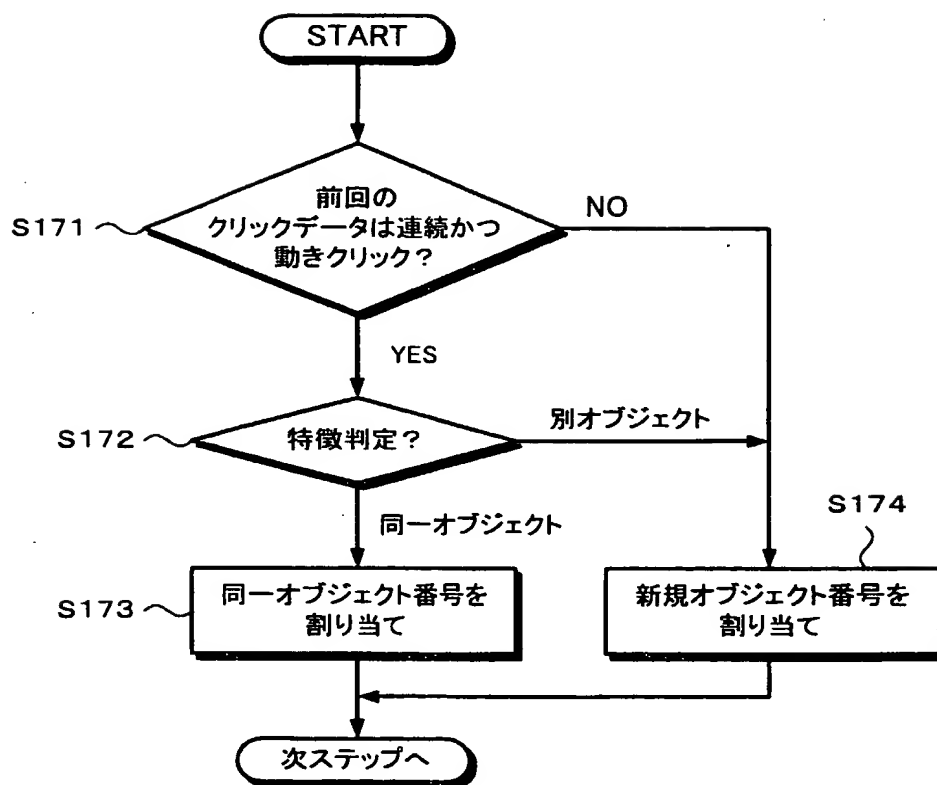 START
前回の
クリックデータは連続かつ
動きクリック？
S171
NO
YES
特徴判定？
S172
別オブジェクト
同一オブジェクト
S174
同一オブジェクト番号を
割り当て
S173
新規オブジェクト番号を
割り当て
次ステップへ